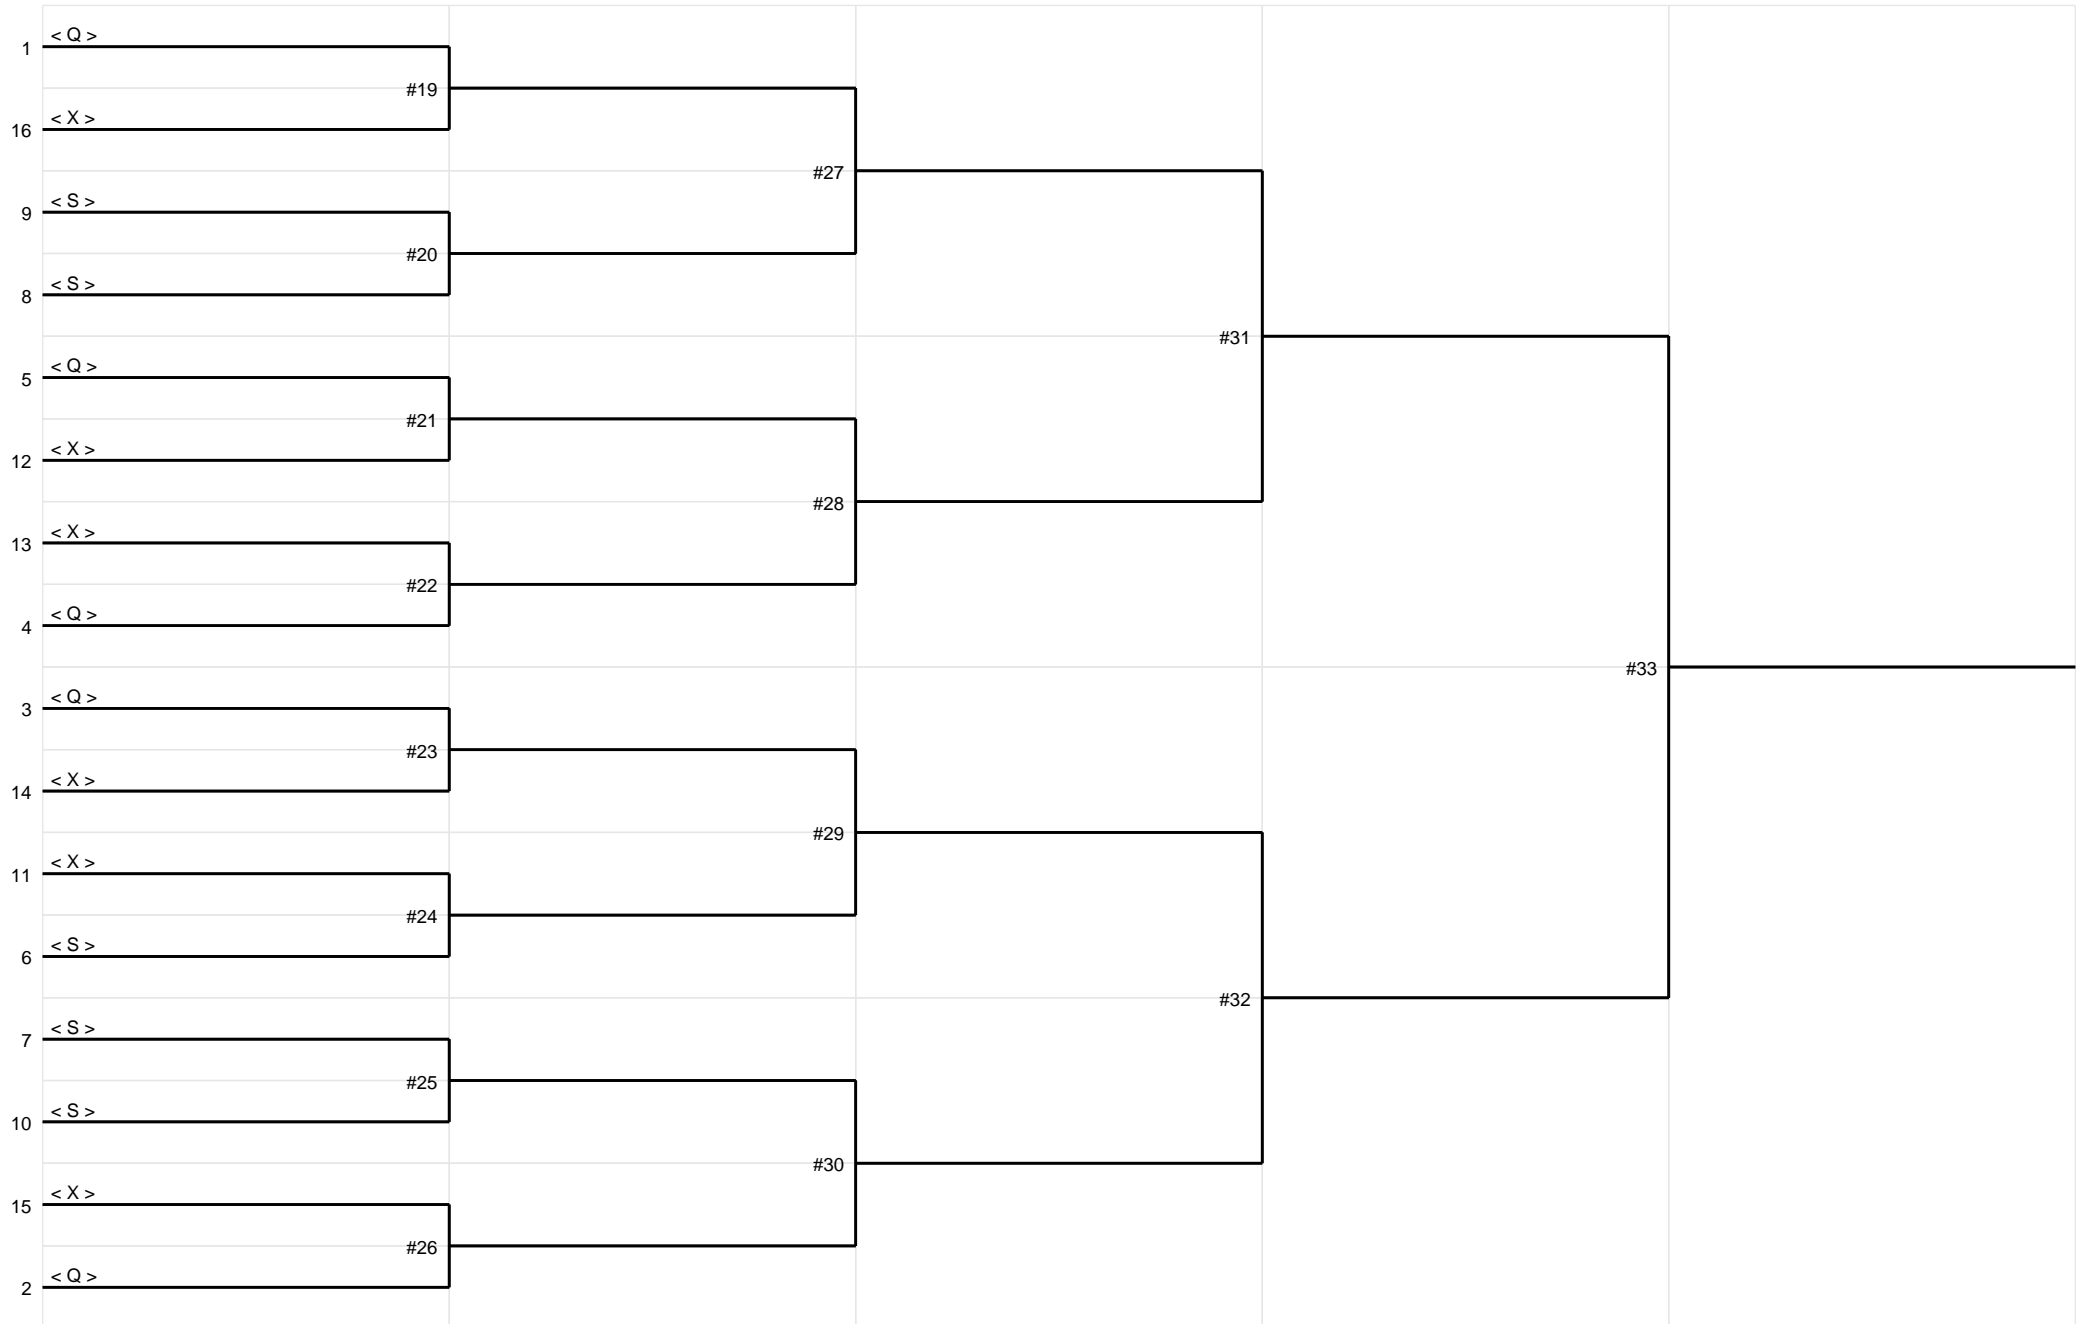 < Q >
1
#19
< X >
16
#27
< S >
9
#20
< S >
8
#31
< Q >
5
#21
< X >
12
#28
< X >
13
#22
< Q >
4
#33
< Q >
3
#23
< X >
14
#29
< X >
11
#24
< S >
6
#32
< S >
7
#25
< S >
10
#30
< X >
15
#26
< Q >
2